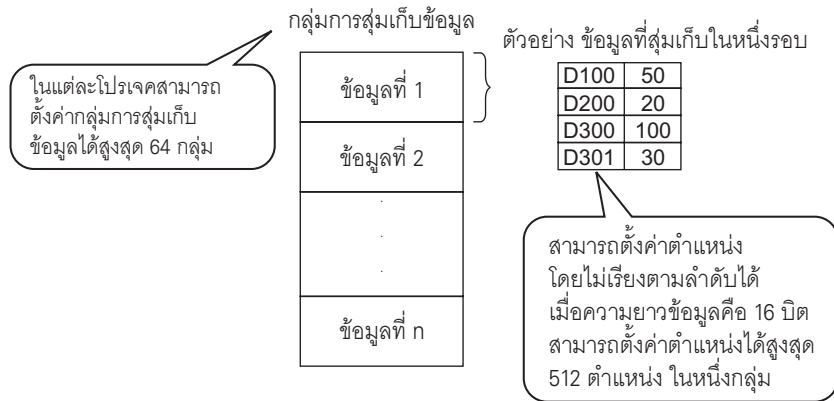 กลุ่มการสุ่มเก็บข้อมูล
ตัวอย่าง ข้อมูลที่สุ่มเก็บในหนึ่งรอบ
ในแต่ละโปรเจคสามารถ
ตั้งค่ากลุ่มการสุ่มเก็บ
ข้อมูลได้สูงสุด 64 กลุ่ม
ข้อมูลที่ 1
ข้อมูลที่ 2
.
.
.
ข้อมูลที่ n
D100 50
D200 20
D300 100
D301 30
สามารถตั้งค่าตำแหน่ง
โดยไม่เรียงตามลำดับได้
เมื่อความยาวข้อมูลคือ 16 บิต
สามารถตั้งค่าตำแหน่งได้สูงสุด
512 ตำแหน่ง ในหนึ่งกลุ่ม